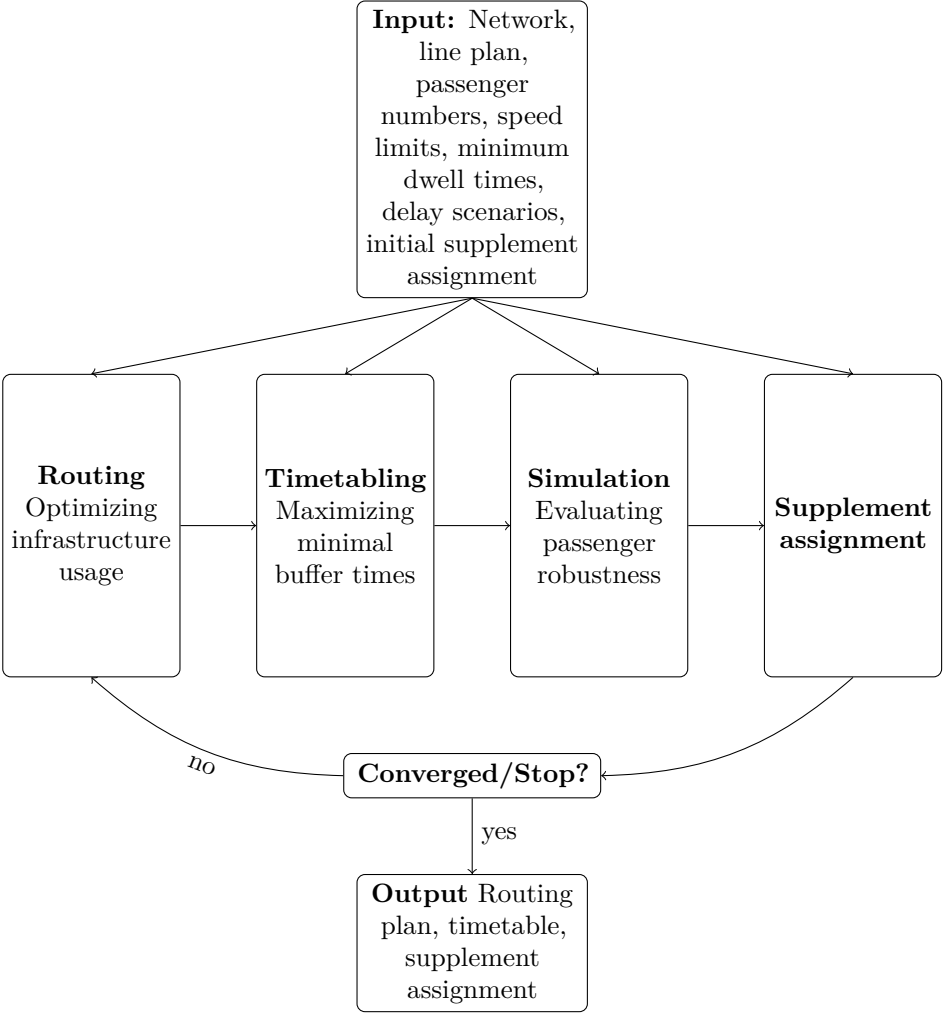 Input: Network,
line plan,
passenger
numbers, speed
limits, minimum
dwell times,
delay scenarios,
initial supplement
assignment
Routing
Optimizing
infrastructure
usage
Timetabling
Maximizing
minimal
buffer times
Simulation
Evaluating
passenger
robustness
Supplement
assignment
no
Converged/Stop?
yes
Output Routing
plan, timetable,
supplement
assignment